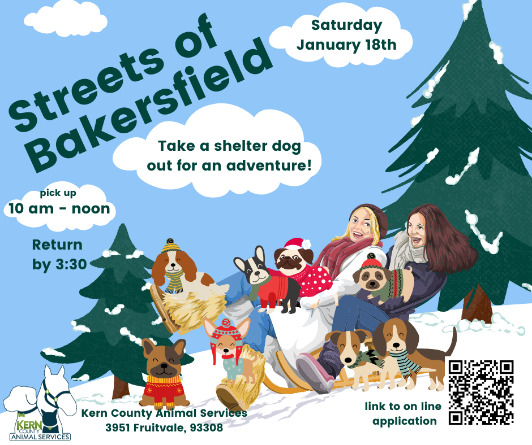 Streets of
Bakersfield
Saturday
January 18th
Take a shelter dog
out for an adventure!
pick up
10 am - noon
Return
by 3:30
KERN
COUNTY
ANIMAL SERVICES
Kern County Animal Services
3951 Fruitvale, 93308
link to on line
application